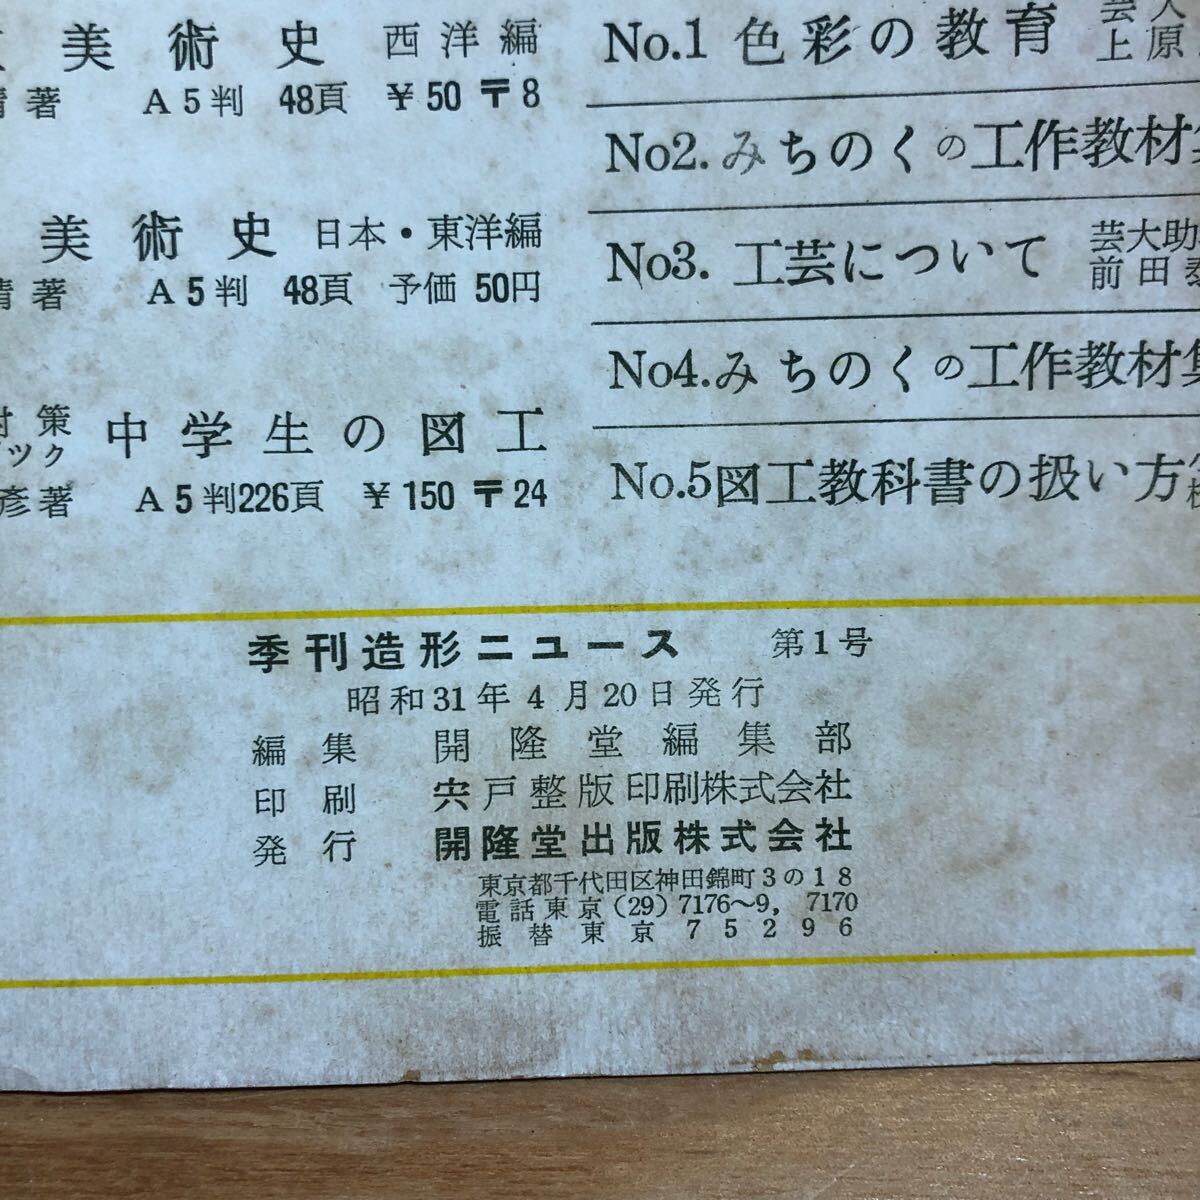 美術史 西洋編
著 A5判 48頁 ¥50 〒8
美術史 日本・東洋編
著 A5判 48頁 予価 50円
策
ック
中学生の図工
彦著 A5判226頁 ¥150 〒24
No.1 色彩の教育
上原
No2. みちのくの工作教材
No3. 工芸について 芸大助
前田
No4. みちのくの工作教材
No.5 図工教科書の扱い方
季刊造形ニュース 第1号
昭和31年4月20日発行
編集 開隆堂編集部
印刷 宍戸整版印刷株式会社
発行 開隆堂出版株式会社
東京都千代田区神田錦町3の18
電話東京(29)7176〜9, 7170
振替東京75296